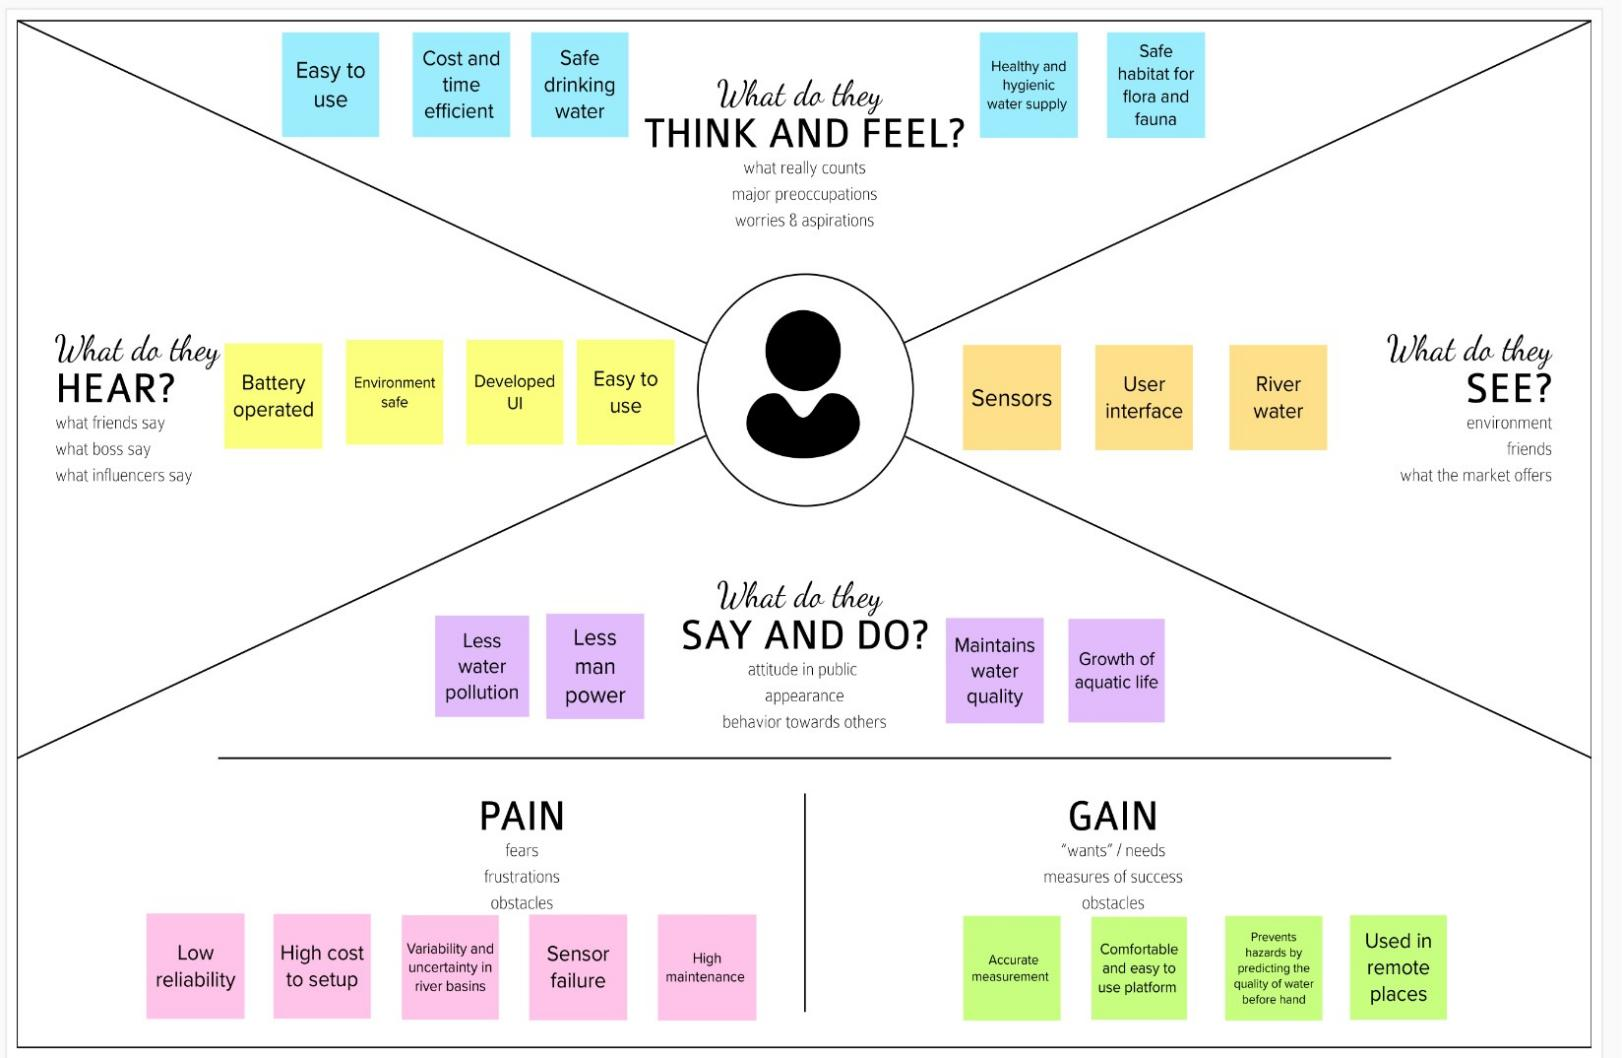 Easy to
use
Cost and
time
efficient
Safe
drinking
water
What do they
THINK AND FEEL?
what really counts
major preoccupations
worries & aspirations
Healthy and
hygienic
water supply
Safe
habitat for
flora and
fauna
What do they
HEAR?
what friends say
what boss say
what influencers say
Battery
operated
Environment
safe
Developed
UI
Easy to
use
Sensors
User
interface
River
water
What do they
SEE?
environment
friends
what the market offers
Less
water
pollution
Less
man
power
What do they
SAY AND DO?
attitude in public
appearance
behavior towards others
Maintains
water
quality
Growth of
aquatic life
PAIN
fears
frustrations
obstacles
Low
reliability
High cost
to setup
Variability and
uncertainty in
river basins
Sensor
failure
High
maintenance
GAIN
"wants" / needs
measures of success
obstacles
Accurate
measurement
Comfortable
and easy to
use platform
Prevents
hazards by
predicting the
quality of water
before hand
Used in
remote
places